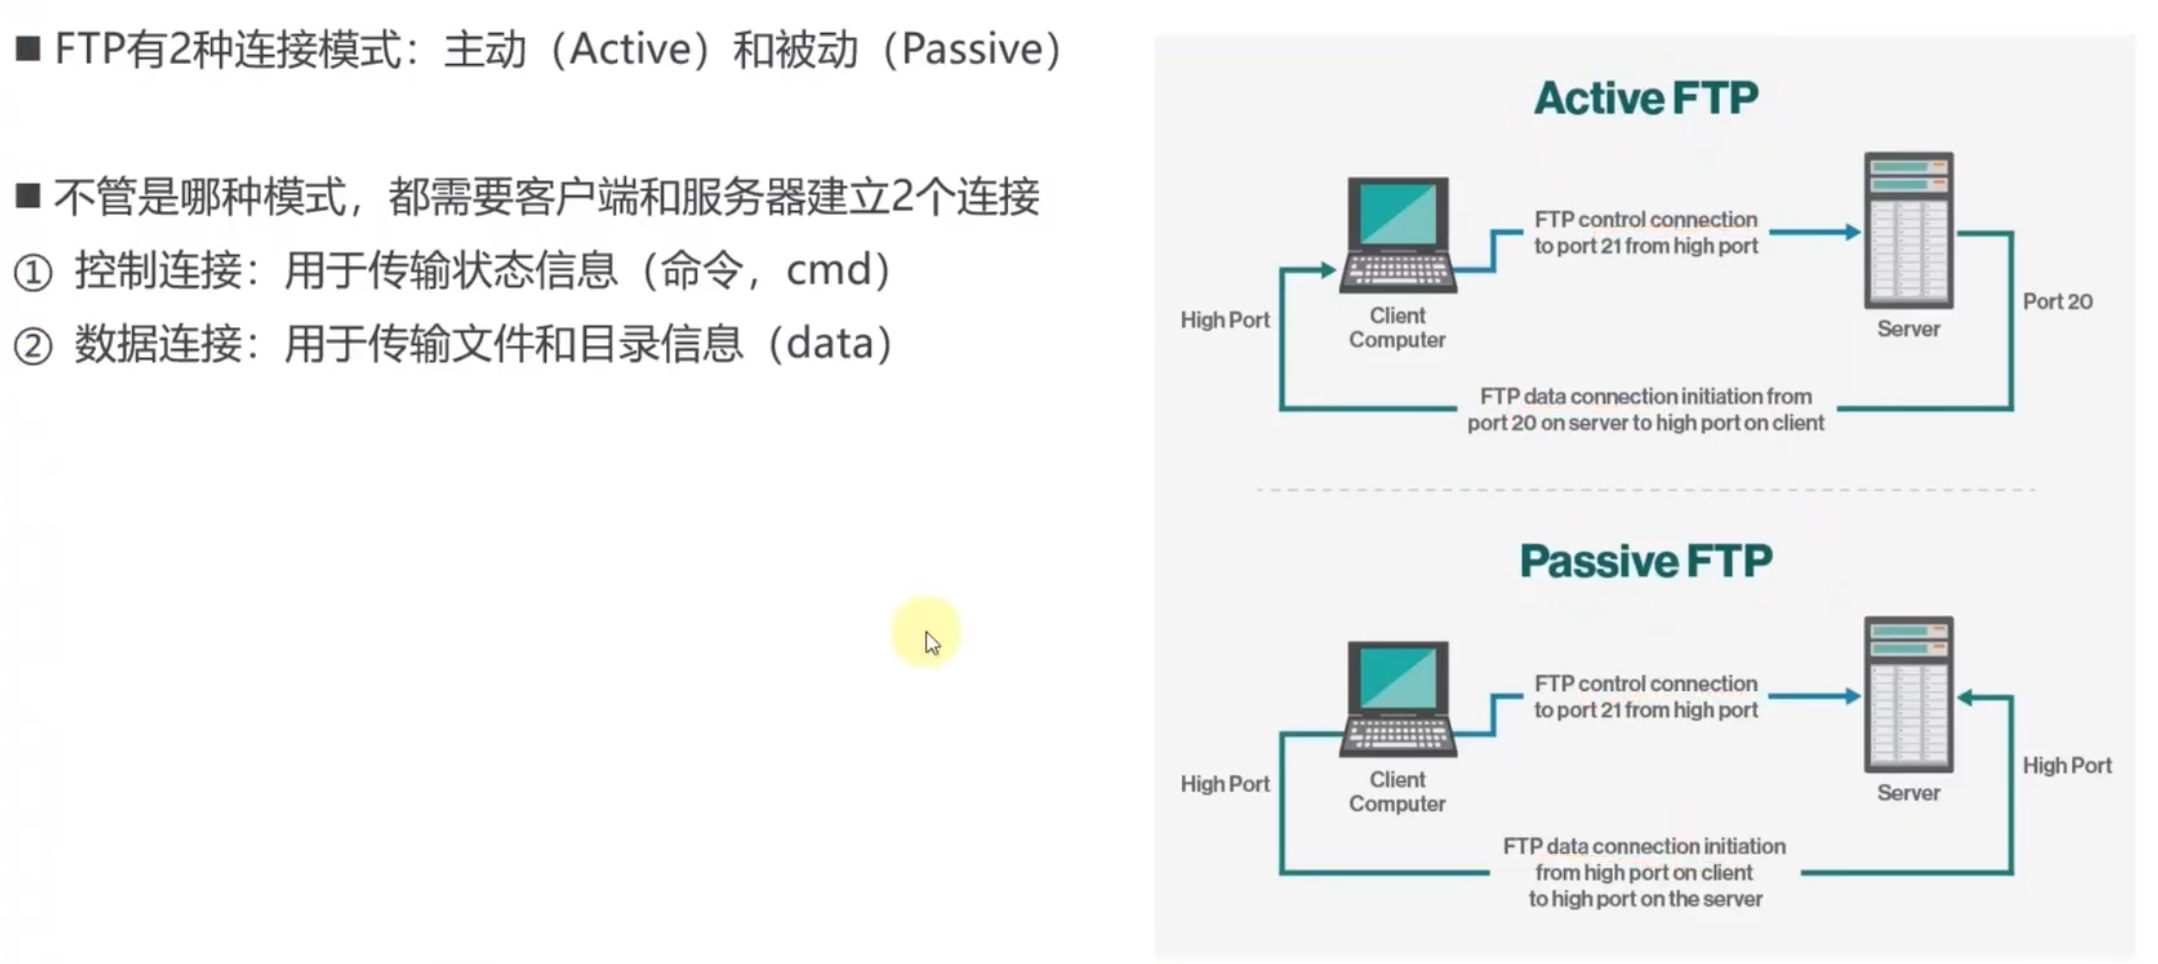 ■ FTP有2种连接模式：主动（Active）和被动（Passive）
■ 不管是哪种模式，都需要客户端和服务器建立2个连接
① 控制连接：用于传输状态信息（命令，cmd）
② 数据连接：用于传输文件和目录信息（data）
Active FTP
FTP control connection
to port 21 from high port
High Port
Client
Computer
Server
Port 20
FTP data connection initiation from
port 20 on server to high port on client
Passive FTP
FTP control connection
to port 21 from high port
High Port
Client
Computer
Server
High Port
FTP data connection initiation
from high port on client
to high port on the server